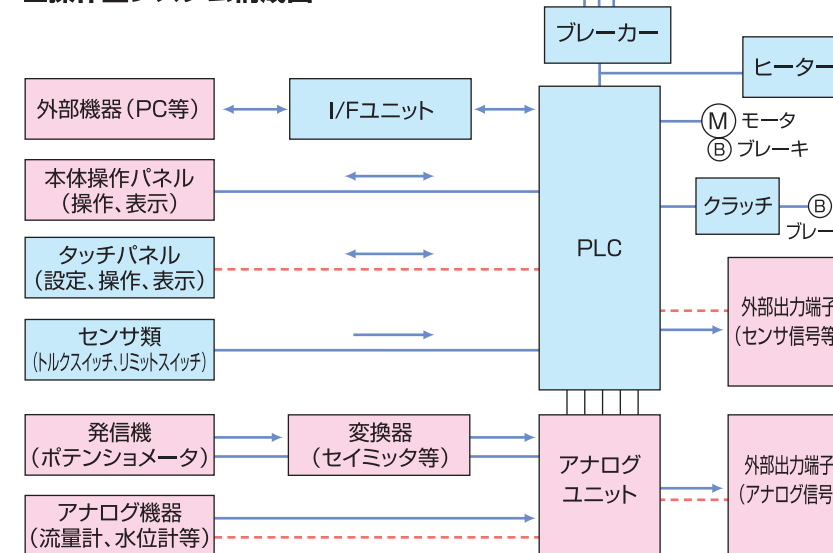 ブレーカー
ヒーター
外部機器(PC等)
I/Fユニット
M モータ
B ブレーキ
本体操作パネル
(操作、表示)
クラッチ
B
ブレー
PLC
タッチパネル
(設定、操作、表示)
外部出力端子
(センサ信号等
センサ類
(トルクスイッチ、リミットスイッチ)
発信機
(ポテンショメータ)
変換器
(セイミッタ等)
アナログ
ユニット
外部出力端子
(アナログ信号
アナログ機器
(流量計、水位計等)